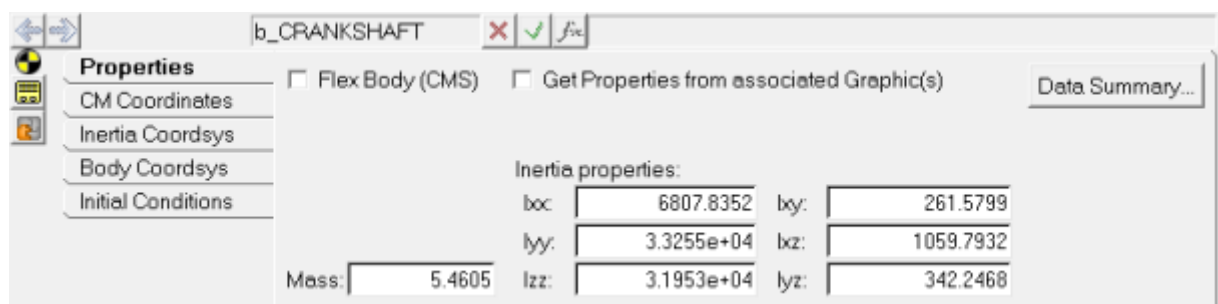 b_CRANKSHAFT fx
Properties
Flex Body (CMS) Get Properties from associated Graphic(s) Data Summary...
CM Coordinates
Inertia Coordsys
Body Coordsys
Inertia properties:
Initial Conditions
Ixx: 6807.8352 Ixy: 261.5799
Iyy: 3.3255e+04 Ixz: 1059.7932
Mass: 5.4605 Izz: 3.1953e+04 Iyz: 342.2468